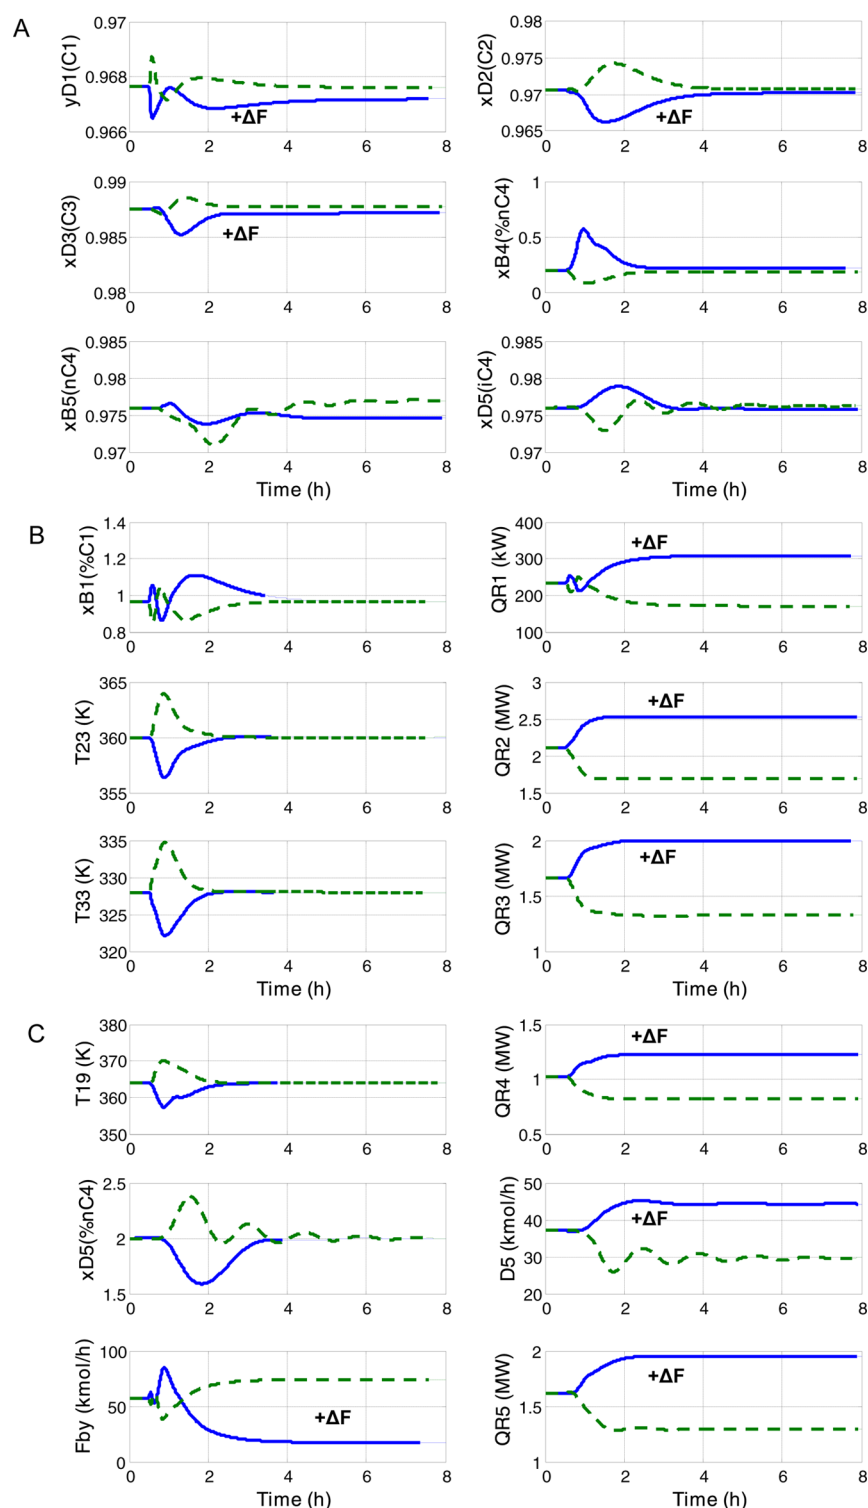 A
yD1(C1)
0.97
0.968
0.966
0 2 4 6 8
+ΔF
xD2(C2)
0.98
0.975
0.97
0.965
0 2 4 6 8
+ΔF
xD3(C3)
0.99
0.985
0.98
0 2 4 6 8
+ΔF
xB4(%nC4)
1
0.5
0
0 2 4 6 8
xB5(nC4)
0.985
0.98
0.975
0.97
0 2 4 6 8
Time (h)
xD5(iC4)
0.985
0.98
0.975
0.97
0 2 4 6 8
Time (h)
B
xB1(%C1)
1.4
1.2
1
0.8
0 2 4 6 8
QR1 (kW)
400
300
200
100
0 2 4 6 8
+ΔF
T23 (K)
365
360
355
0 2 4 6 8
QR2 (MW)
3
2.5
2
1.5
0 2 4 6 8
+ΔF
T33 (K)
335
330
325
320
0 2 4 6 8
Time (h)
QR3 (MW)
2
1.5
1
0 2 4 6 8
+ΔF
Time (h)
C
T19 (K)
380
370
360
350
0 2 4 6 8
QR4 (MW)
1.5
1
0.5
0 2 4 6 8
+ΔF
xD5(%nC4)
2.5
2
1.5
0 2 4 6 8
D5 (kmol/h)
50
40
30
20
0 2 4 6 8
+ΔF
Fby (kmol/h)
100
50
0
0 2 4 6 8
+ΔF
Time (h)
QR5 (MW)
2
1.5
1
0 2 4 6 8
+ΔF
Time (h)